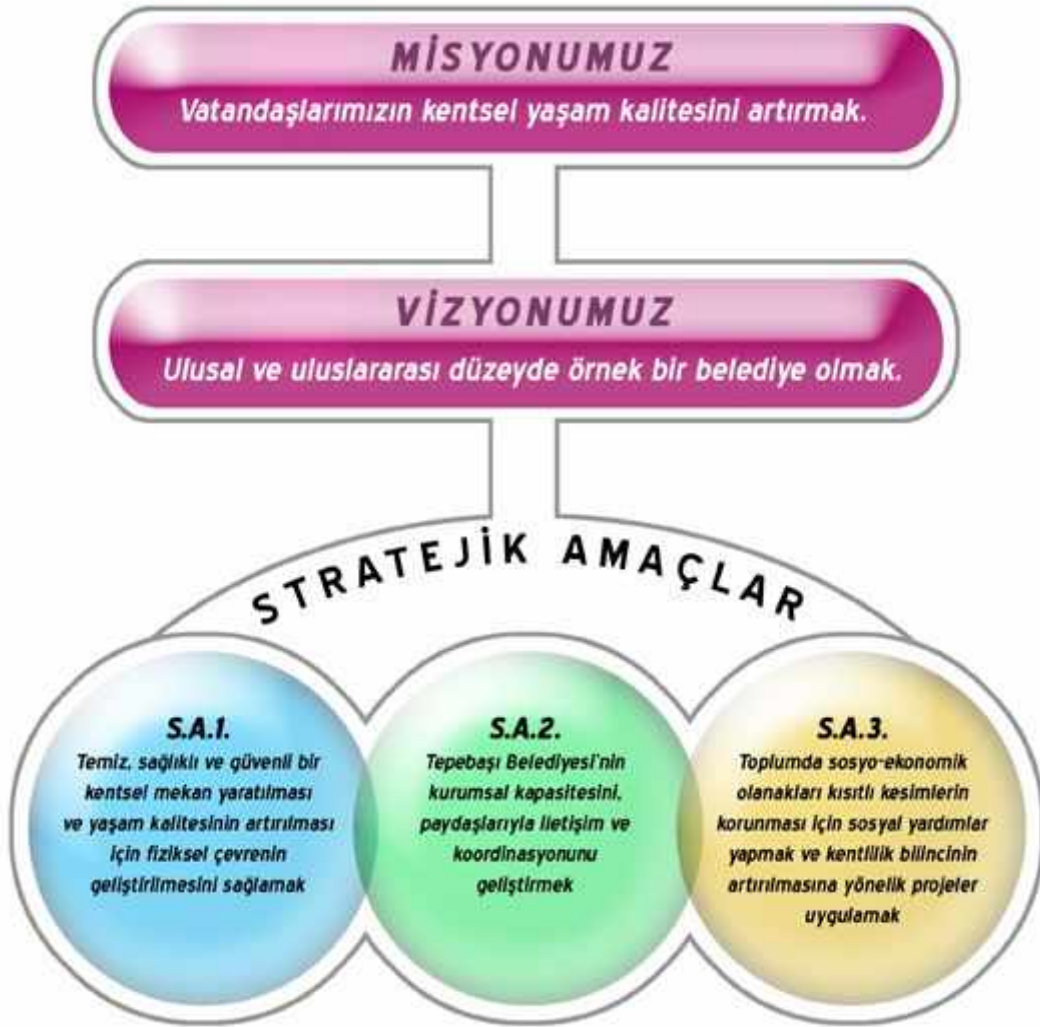 MİSYONUMUZ
Vatandaşlarımızın kentsel yaşam kalitesini artırmak.
VİZYONUMUZ
Ulusal ve uluslararası düzeyde örnek bir belediye olmak.
STRATEJİK AMAÇLAR
S.A.1.
Temiz, sağlıklı ve güvenli bir
kentsel mekan yaratılması
ve yaşam kalitesinin artırılması
için fiziksel çevrenin
geliştirilmesini sağlamak
S.A.2.
Tepebaşı Belediyesi'nin
kurumsal kapasitesini,
paydaşlarıyla iletişim ve
koordinasyonunu
geliştirmek
S.A.3.
Toplumda sosyo-ekonomik
olanakları kısıtlı kesimlerin
korunması için sosyal yardımlar
yapmak ve kentlilik bilincinin
artırılmasına yönelik projeler
uygulamak